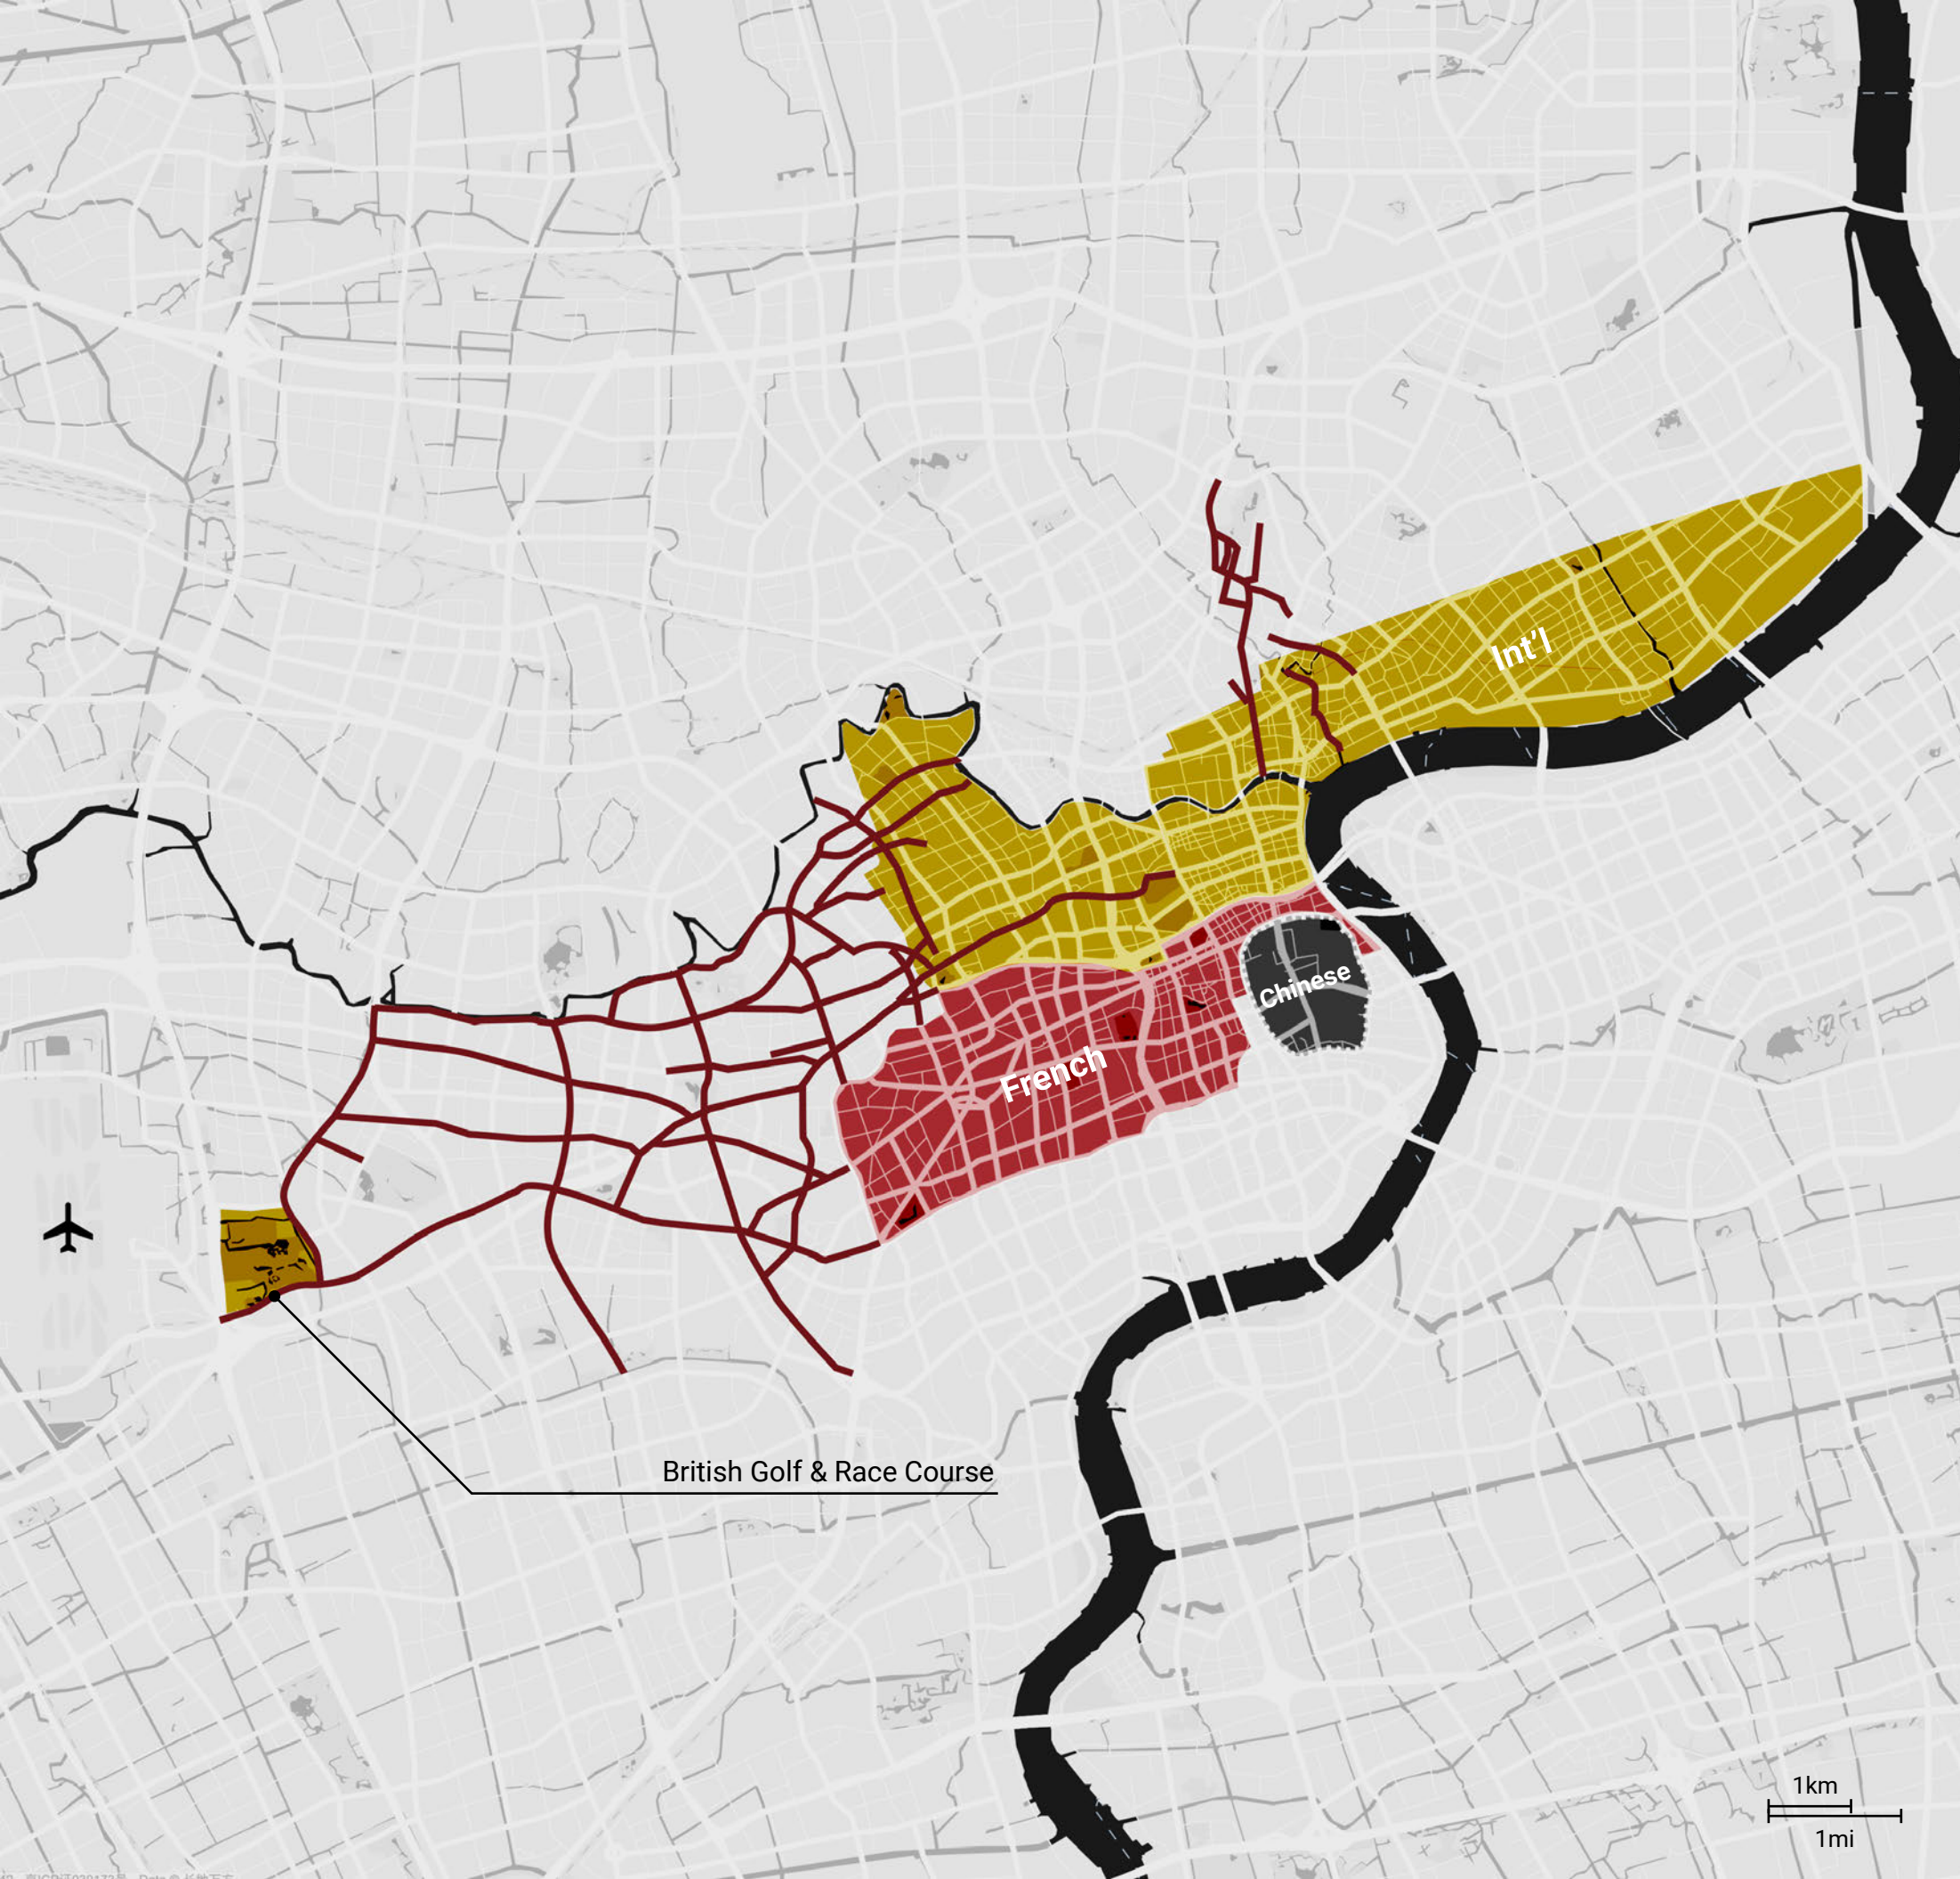 Int'l
Chinese
French
British Golf & Race Course
1km
1mi